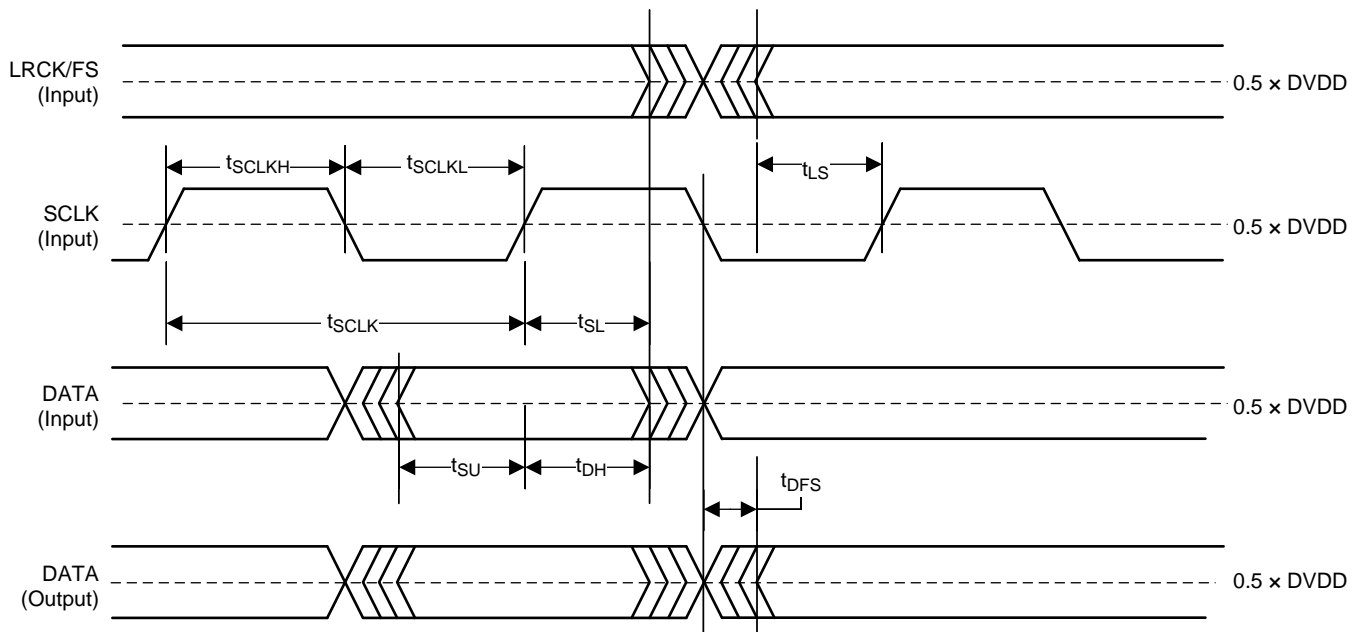 LRCK/FS
(Input)
0.5 × DVDD
tSCLKH
tSCLKL
tLS
SCLK
(Input)
0.5 × DVDD
tSCLK
tSL
DATA
(Input)
0.5 × DVDD
tSU
tDH
tDFS
DATA
(Output)
0.5 × DVDD